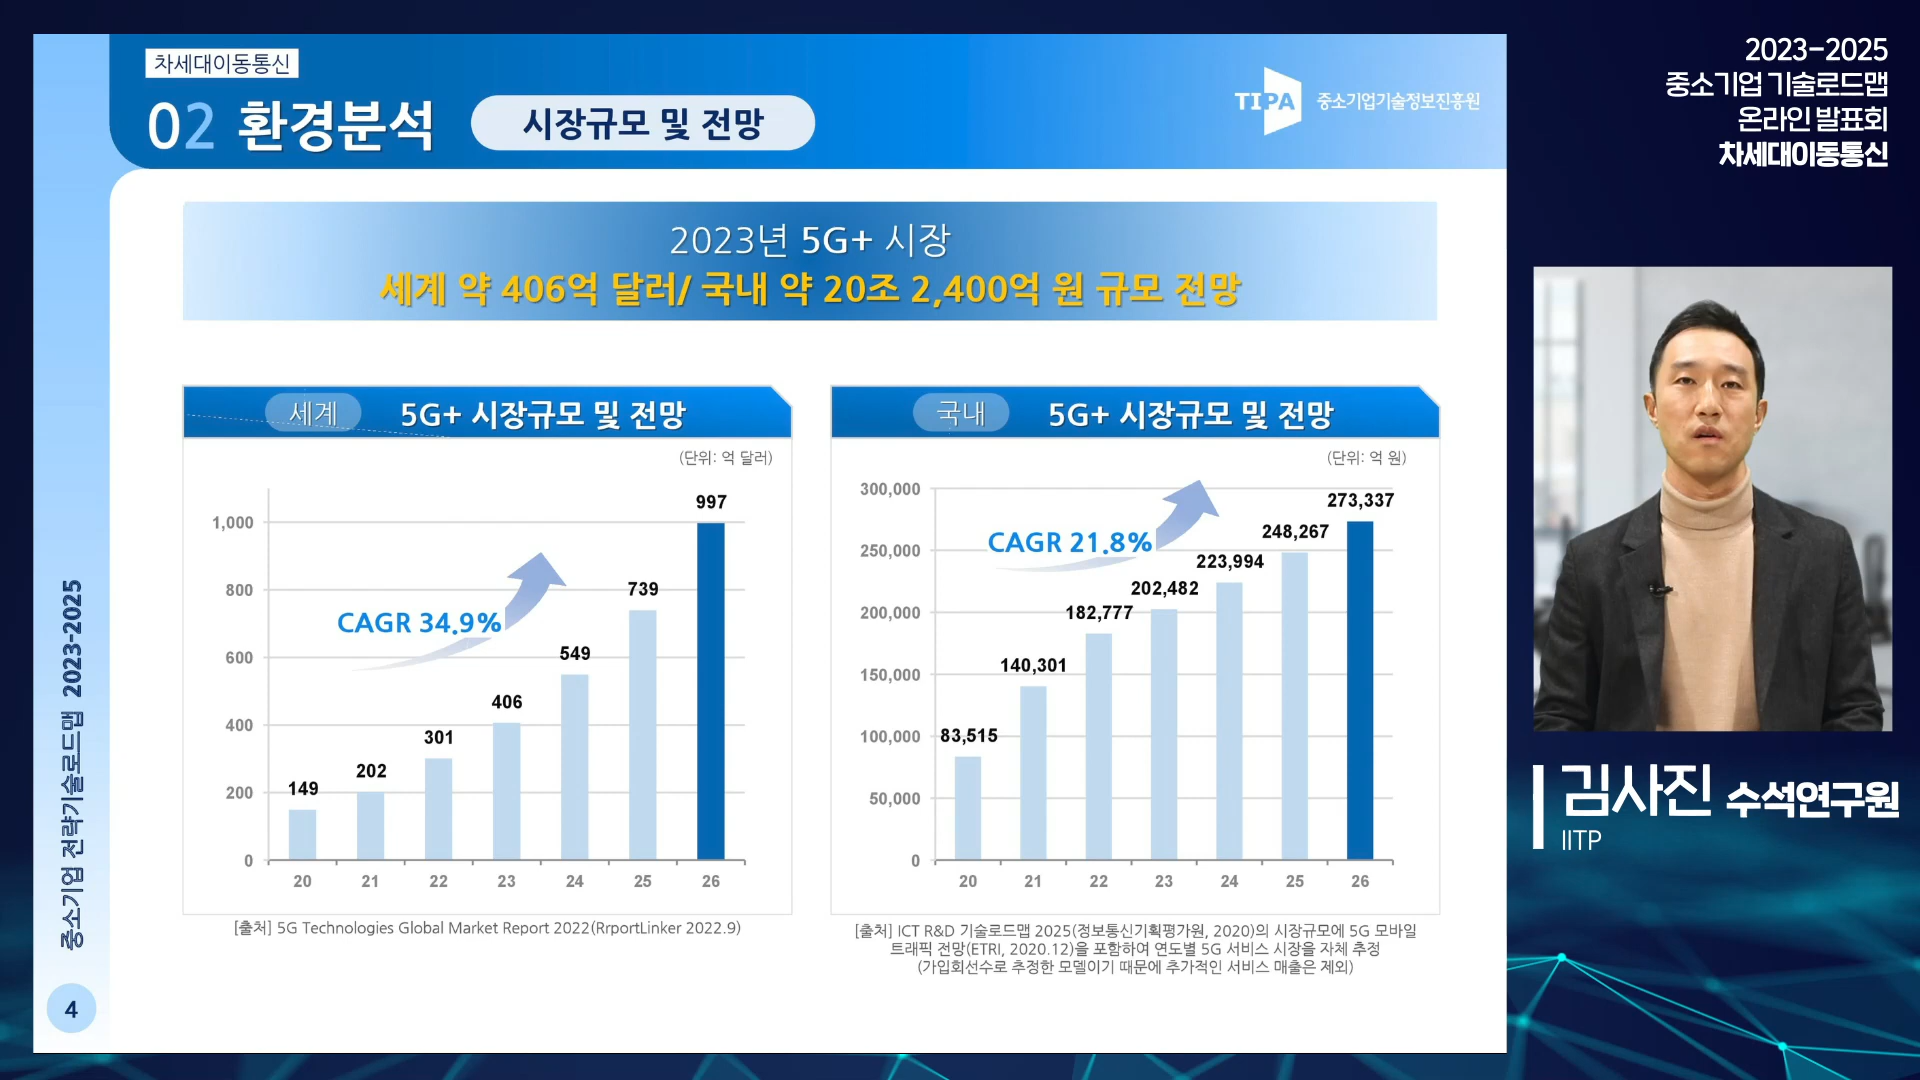 차세대이동통신
02 환경분석
시장규모 및 전망
TIPA 중소기업기술정보진흥원
2023년 5G+ 시장
세계 약 406억 달러/ 국내 약 20조 2,400억 원 규모 전망
세계 5G+ 시장규모 및 전망
(단위: 억 달러)
1,000
800
600
400
200
0
CAGR 34.9%
149
202
301
406
549
739
997
20 21 22 23 24 25 26
[출처] 5G Technologies Global Market Report 2022(RrportLinker 2022.9)
국내 5G+ 시장규모 및 전망
(단위: 억 원)
300,000
250,000
200,000
150,000
100,000
50,000
0
CAGR 21.8%
83,515
140,301
182,777
202,482
223,994
248,267
273,337
20 21 22 23 24 25 26
[출처] ICT R&D 기술로드맵 2025(정보통신기획평가원, 2020)의 시장규모에 5G 모바일
트래픽 전망(ETRI, 2020.12)을 포함하여 연도별 5G 서비스 시장을 자체 추정
(가입회선수로 추정한 모델이기 때문에 추가적인 서비스 매출은 제외)
중소기업 전략기술로드맵 2023-2025
4
2023-2025
중소기업 기술로드맵
온라인 발표회
차세대이동통신
김사진 수석연구원
IITP